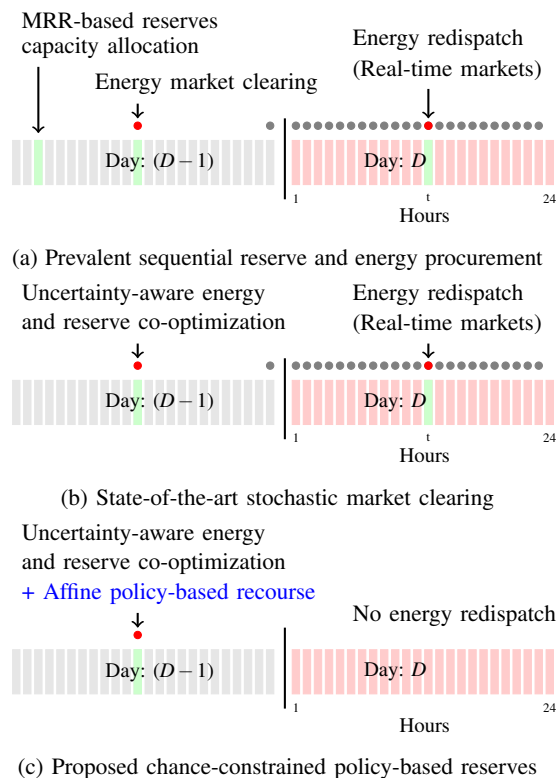 MRR-based reserves
capacity allocation
Energy market clearing
Energy redispatch
(Real-time markets)
Day: (D − 1)
Day: D
1
t
24
Hours
(a) Prevalent sequential reserve and energy procurement
Uncertainty-aware energy
and reserve co-optimization
Energy redispatch
(Real-time markets)
Day: (D − 1)
Day: D
1
t
24
Hours
(b) State-of-the-art stochastic market clearing
Uncertainty-aware energy
and reserve co-optimization
+ Affine policy-based recourse
No energy redispatch
Day: (D − 1)
Day: D
1
24
Hours
(c) Proposed chance-constrained policy-based reserves